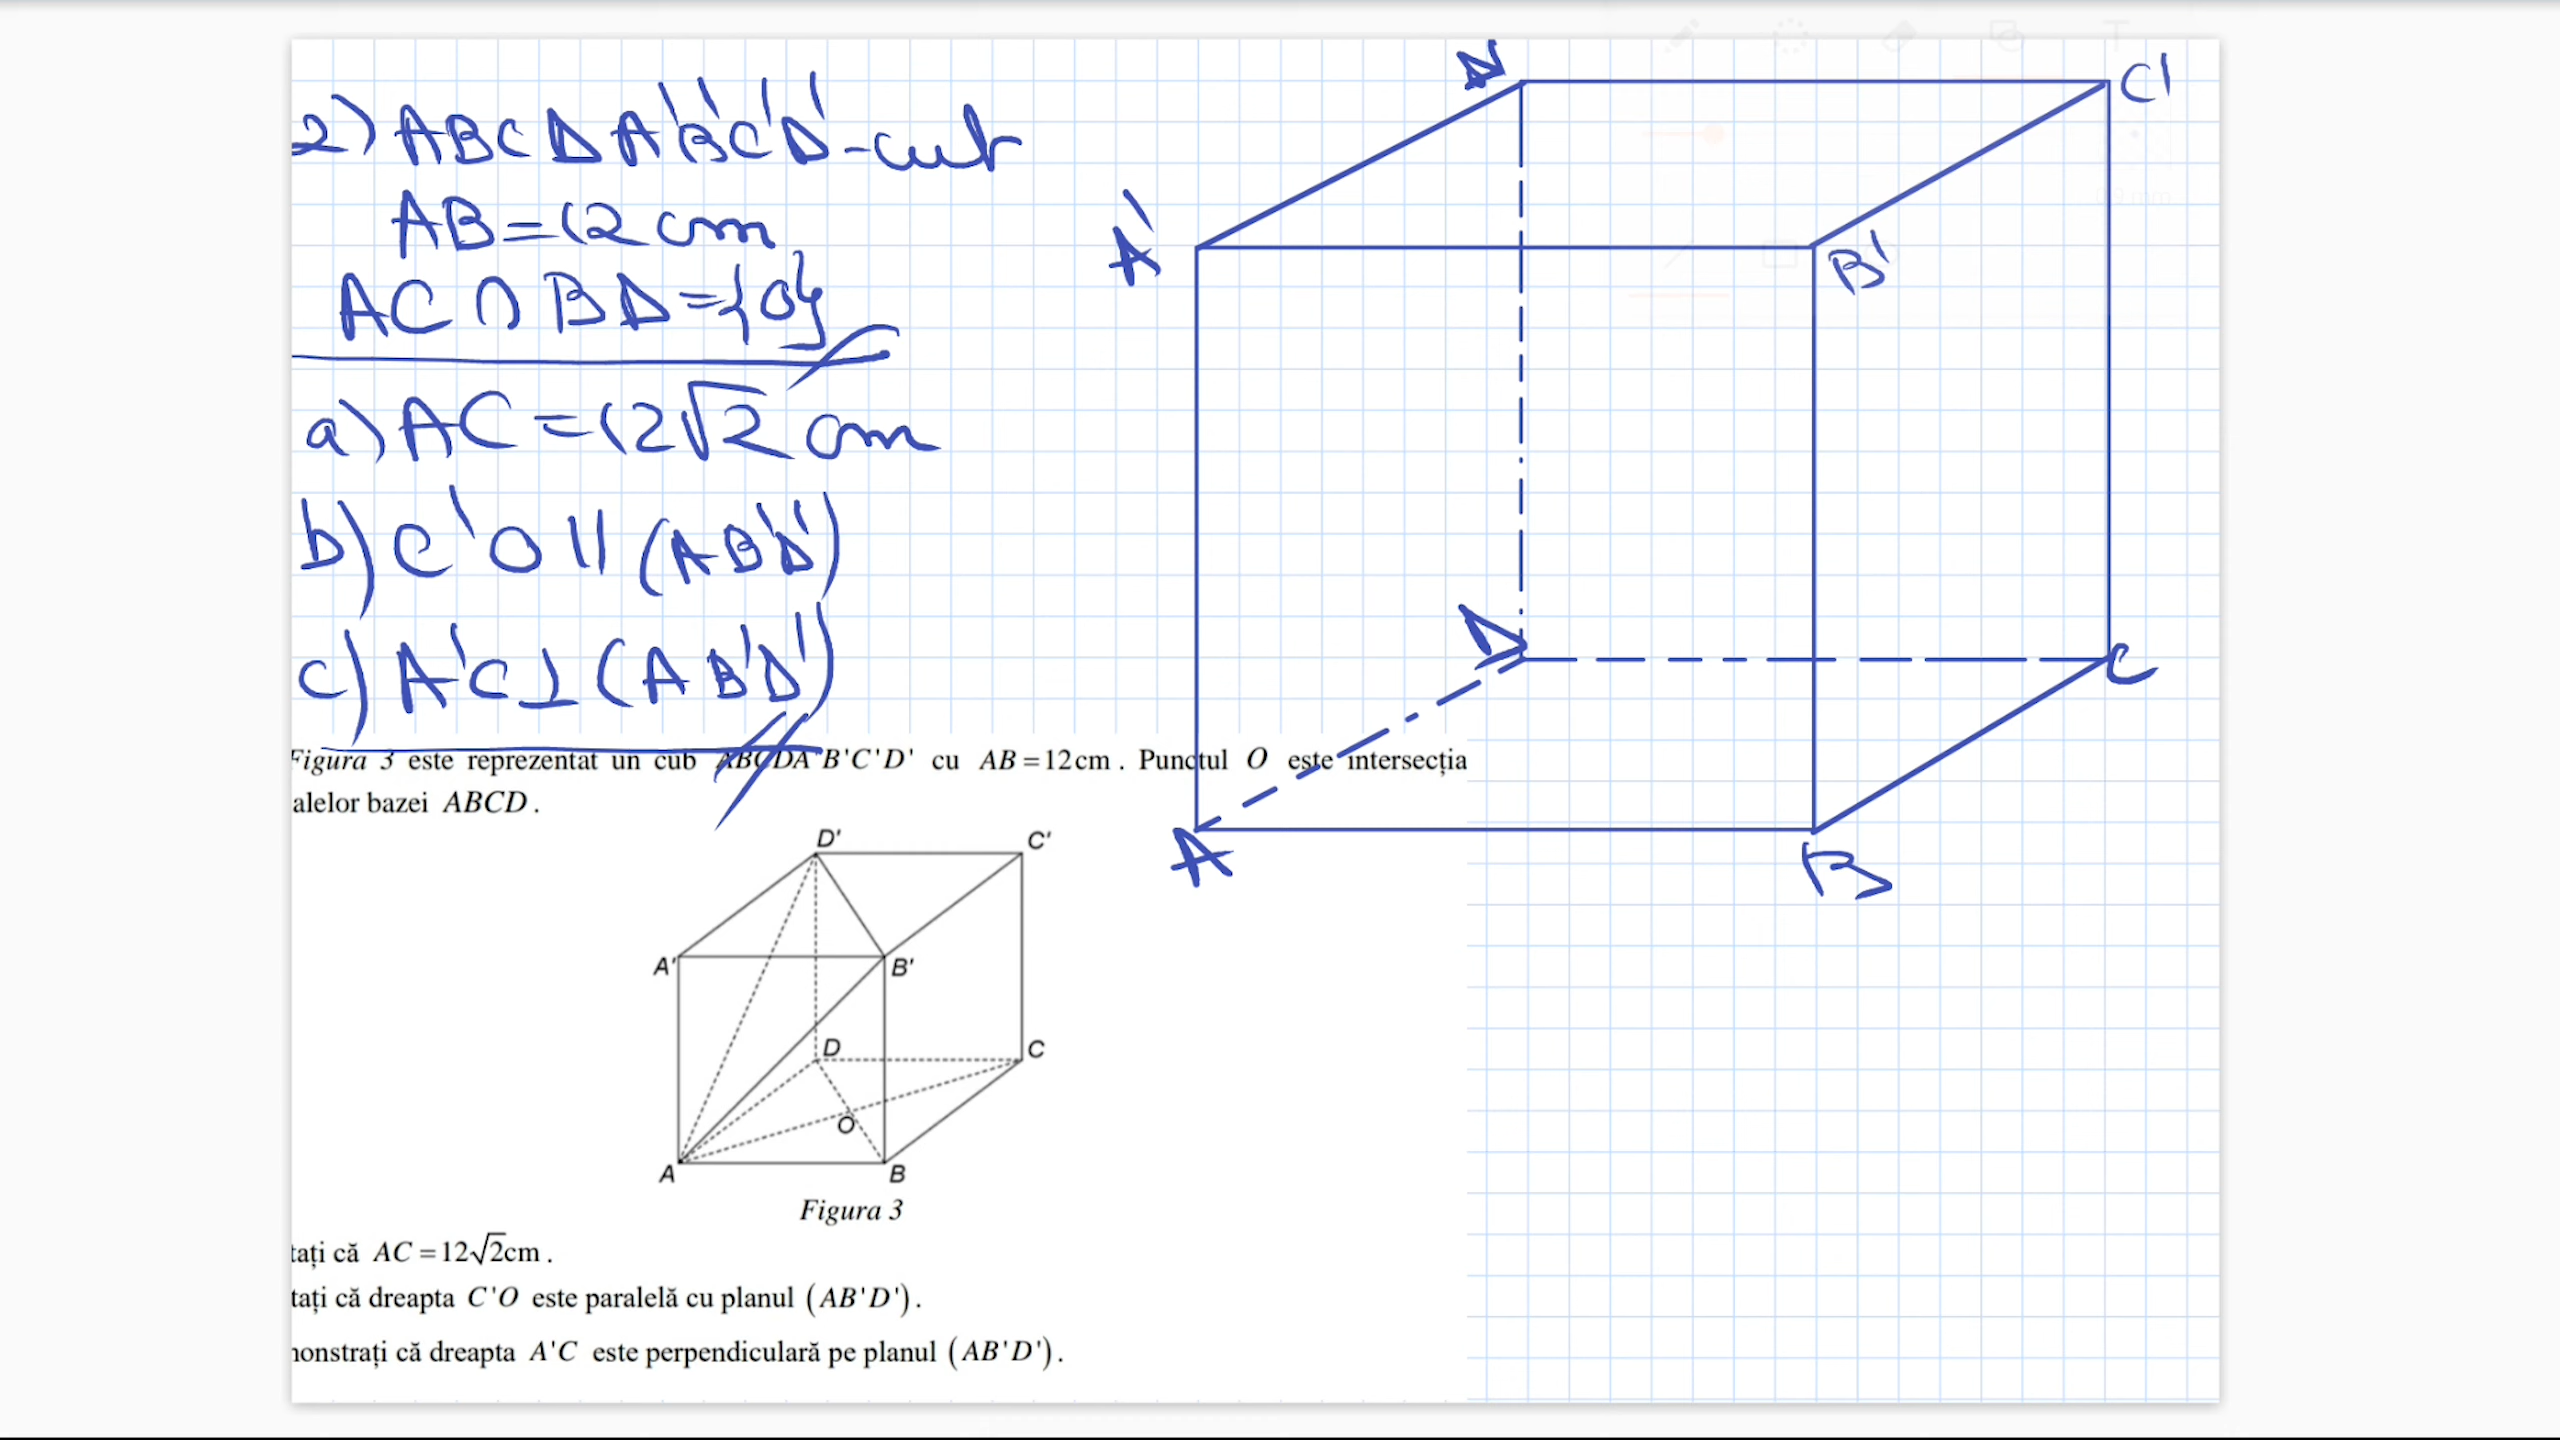 2) ABCDA'B'C'D' - cub
AB = 12 cm
AC ∩ BD = {O}
a) AC = 12√2 cm
b) C'O || (AB'D')
c) A'C ⊥ (AB'D')
D'
C'
A'
B'
D
C
A
B
Figura 3 este reprezentat un cub ABCDA'B'C'D' cu AB = 12cm . Punctul O este intersecția
alelor bazei ABCD .
D'
C'
A'
B'
D
C
O
A
B
Figura 3
tați că AC = 12√2cm .
tați că dreapta C'O este paralelă cu planul (AB'D') .
onstrați că dreapta A'C este perpendiculară pe planul (AB'D') .